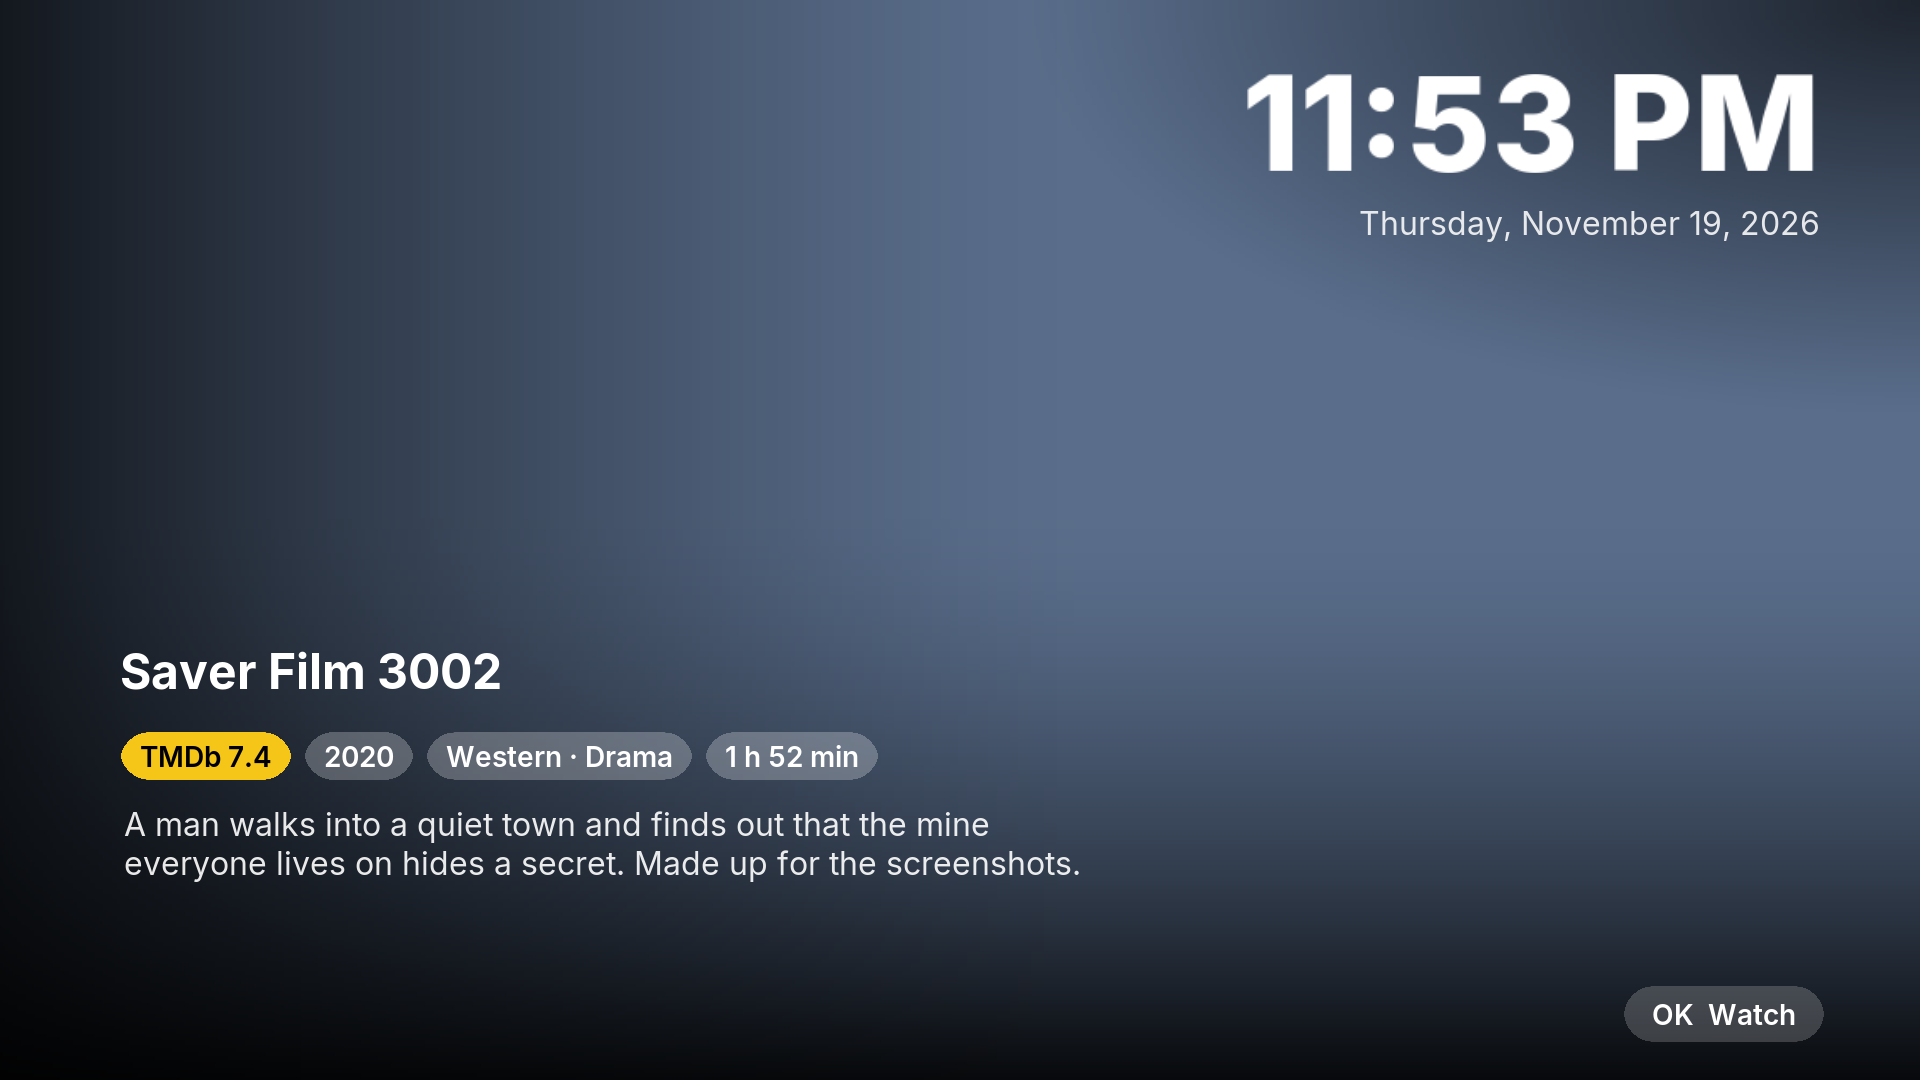 11:53 PM
Thursday, November 19, 2026
Saver Film 3002
TMDb 7.4 2020 Western · Drama 1 h 52 min
A man walks into a quiet town and finds out that the mine
everyone lives on hides a secret. Made up for the screenshots.
OK Watch